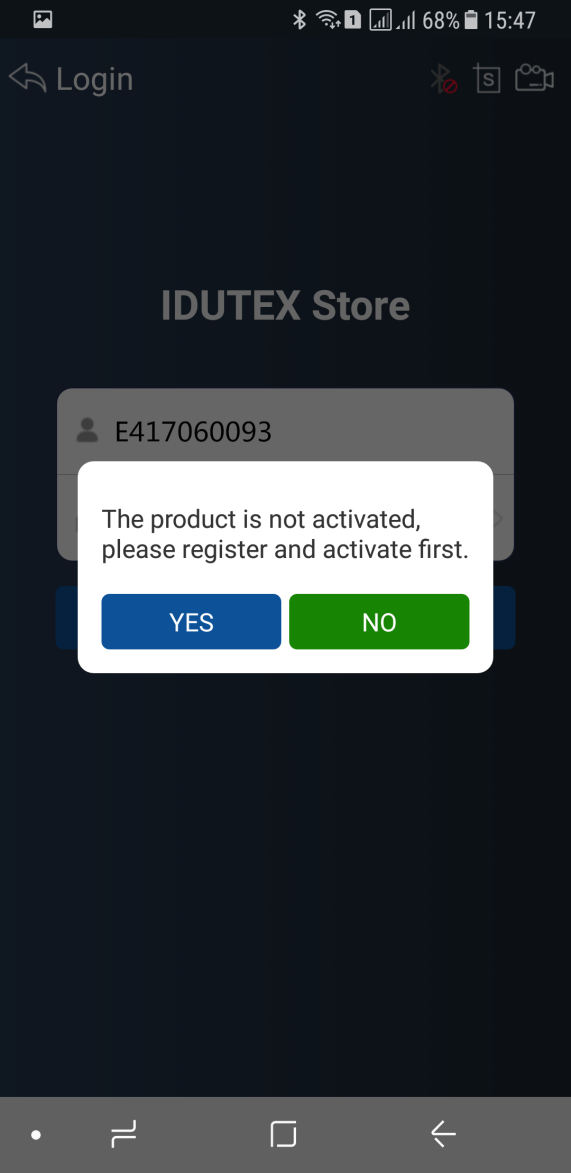 1 68% 15:47
Login
S
IDUTEX Store
E417060093
The product is not activated,
please register and activate first.
YES
NO